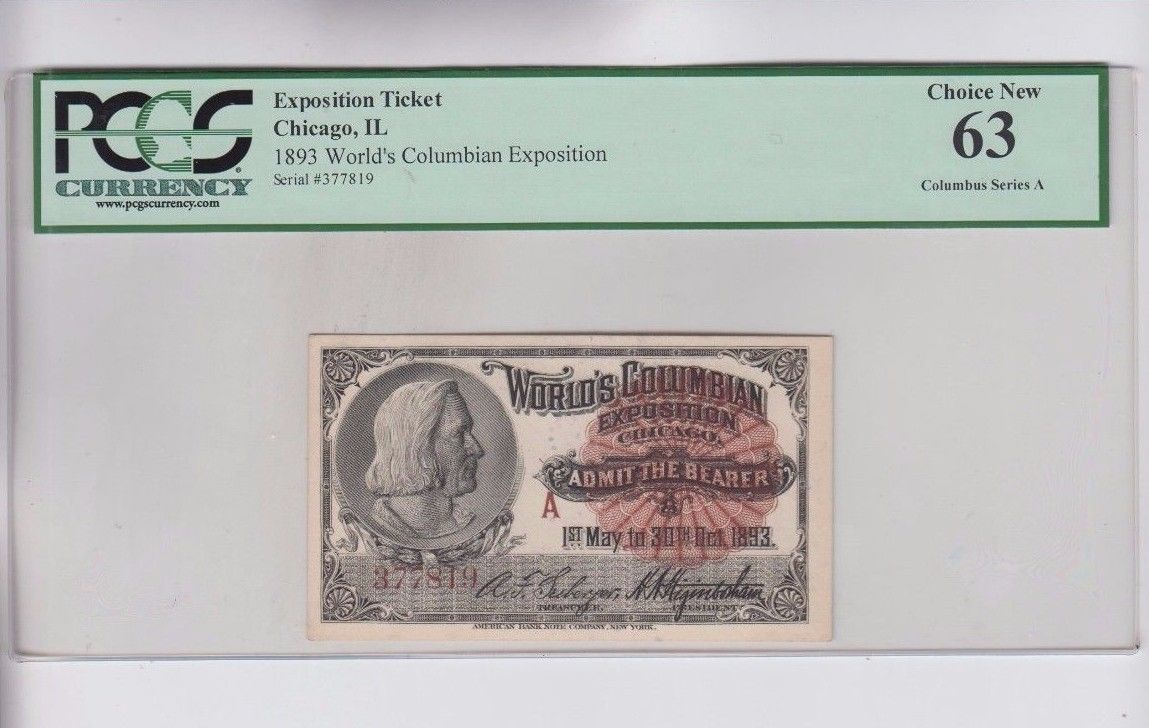 PCGS
CURRENCY
www.pcgscurrency.com
Exposition Ticket
Chicago, IL
1893 World's Columbian Exposition
Serial #377819
Choice New
63
Columbus Series A
WORLD'S COLUMBIAN
EXPOSITION
CHICAGO.
ADMIT THE BEARER
A
1ST May to 30TH Oct. 1893.
377819
TREASURER. PRESIDENT
AMERICAN BANK NOTE COMPANY, NEW YORK.